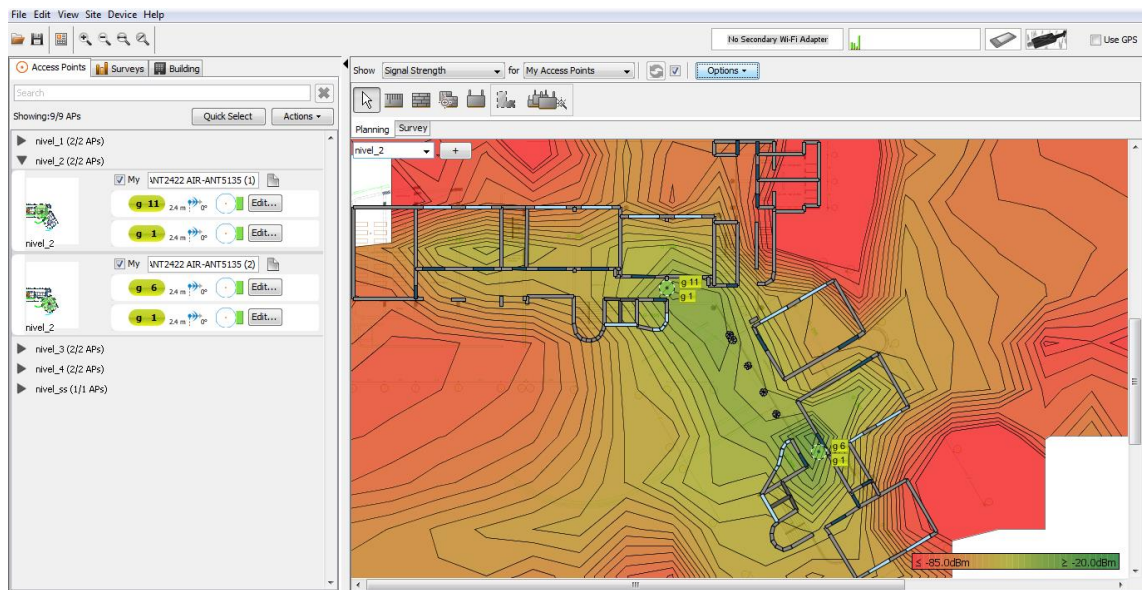 File Edit View Site Device Help
No Secondary Wi-Fi Adapter
Use GPS
Access Points Surveys Building
Search
Showing:9/9 APs Quick Select Actions
nivel_1 (2/2 APs)
nivel_2 (2/2 APs)
My ANT2422 AIR-ANT5135 (1)
g 11 2.4 m 0° Edit...
g 1 2.4 m 0° Edit...
nivel_2
My ANT2422 AIR-ANT5135 (2)
g 6 2.4 m 0° Edit...
g 1 2.4 m 0° Edit...
nivel_2
nivel_3 (2/2 APs)
nivel_4 (2/2 APs)
nivel_ss (1/1 APs)
Show Signal Strength for My Access Points Options
Planning Survey
nivel_2 +
g 11
g 1
g 6
g 1
≤ -85.0dBm ≥ -20.0dBm